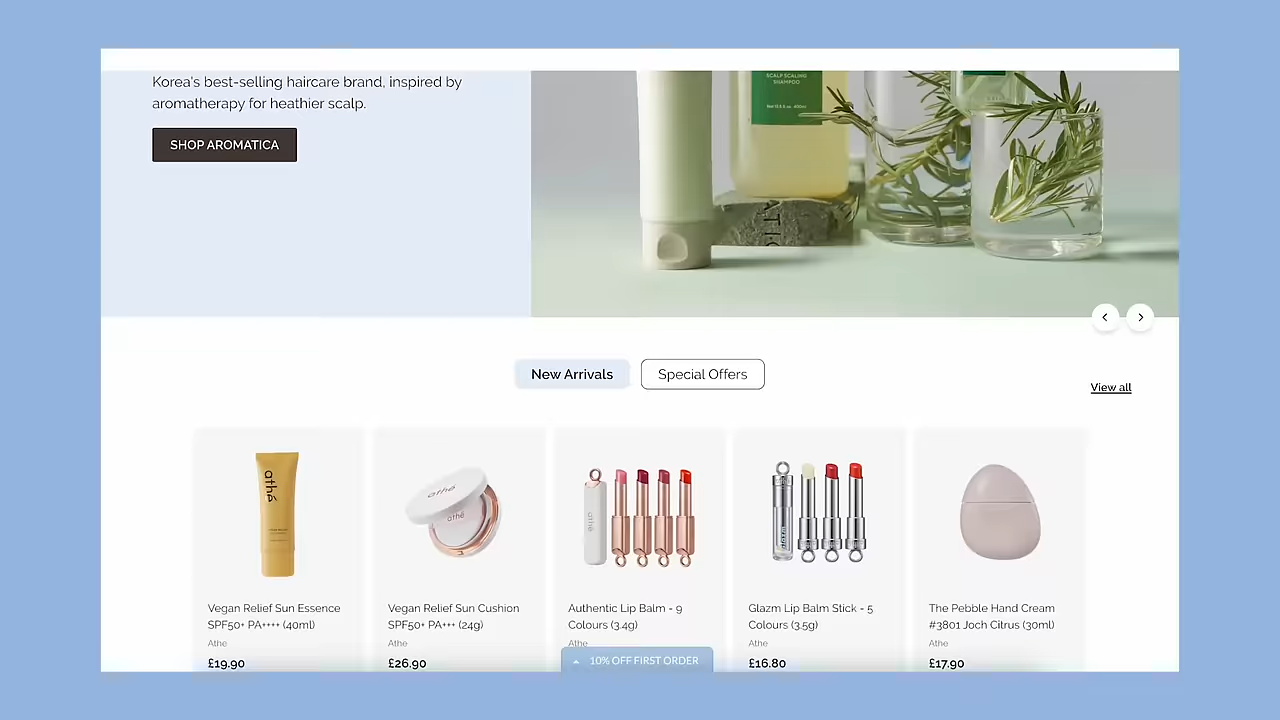 Korea's best-selling haircare brand, inspired by
aromatherapy for heathier scalp.
SHOP AROMATICA
SCALP SCALING
SHAMPOO
New Arrivals
Special Offers
View all
athé
athé
athé
athé
Vegan Relief Sun Essence
SPF50+ PA++++ (40ml)
Athe
£19.90
Vegan Relief Sun Cushion
SPF50+ PA+++ (24g)
Athe
£26.90
Authentic Lip Balm - 9
Colours (3.4g)
Athe
Glazm Lip Balm Stick - 5
Colours (3.5g)
Athe
£16.80
The Pebble Hand Cream
#3801 Joch Citrus (30ml)
Athe
£17.90
10% OFF FIRST ORDER